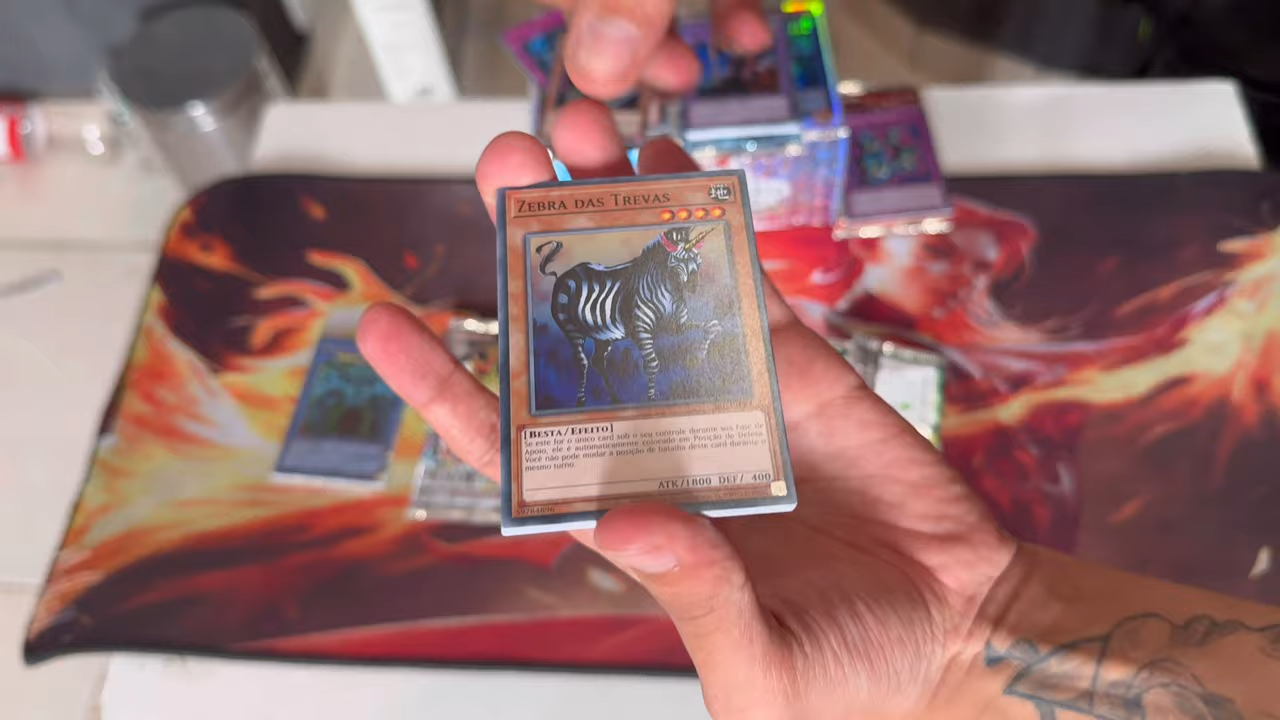 ZEBRA DAS TREVAS
地
[BESTA/EFEITO]
Se este for o único card sob o seu controle durante sua Fase de
Apoio, ele é automaticamente colocado em Posição de Defesa.
Você não pode mudar a posição de batalha deste card durante o
mesmo turno.
ATK/1800 DEF/ 400
59784896